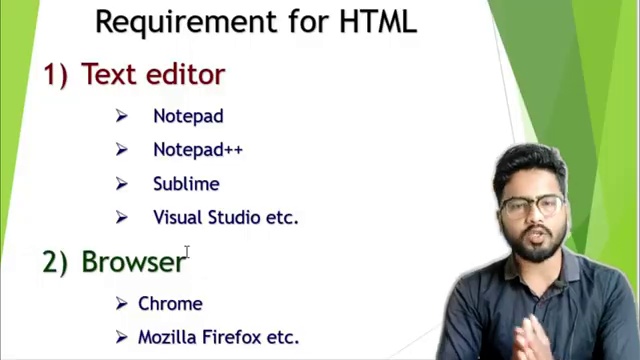 Requirement for HTML
1) Text editor
➢ Notepad
➢ Notepad++
➢ Sublime
➢ Visual Studio etc.
2) Browser
➢ Chrome
➢ Mozilla Firefox etc.